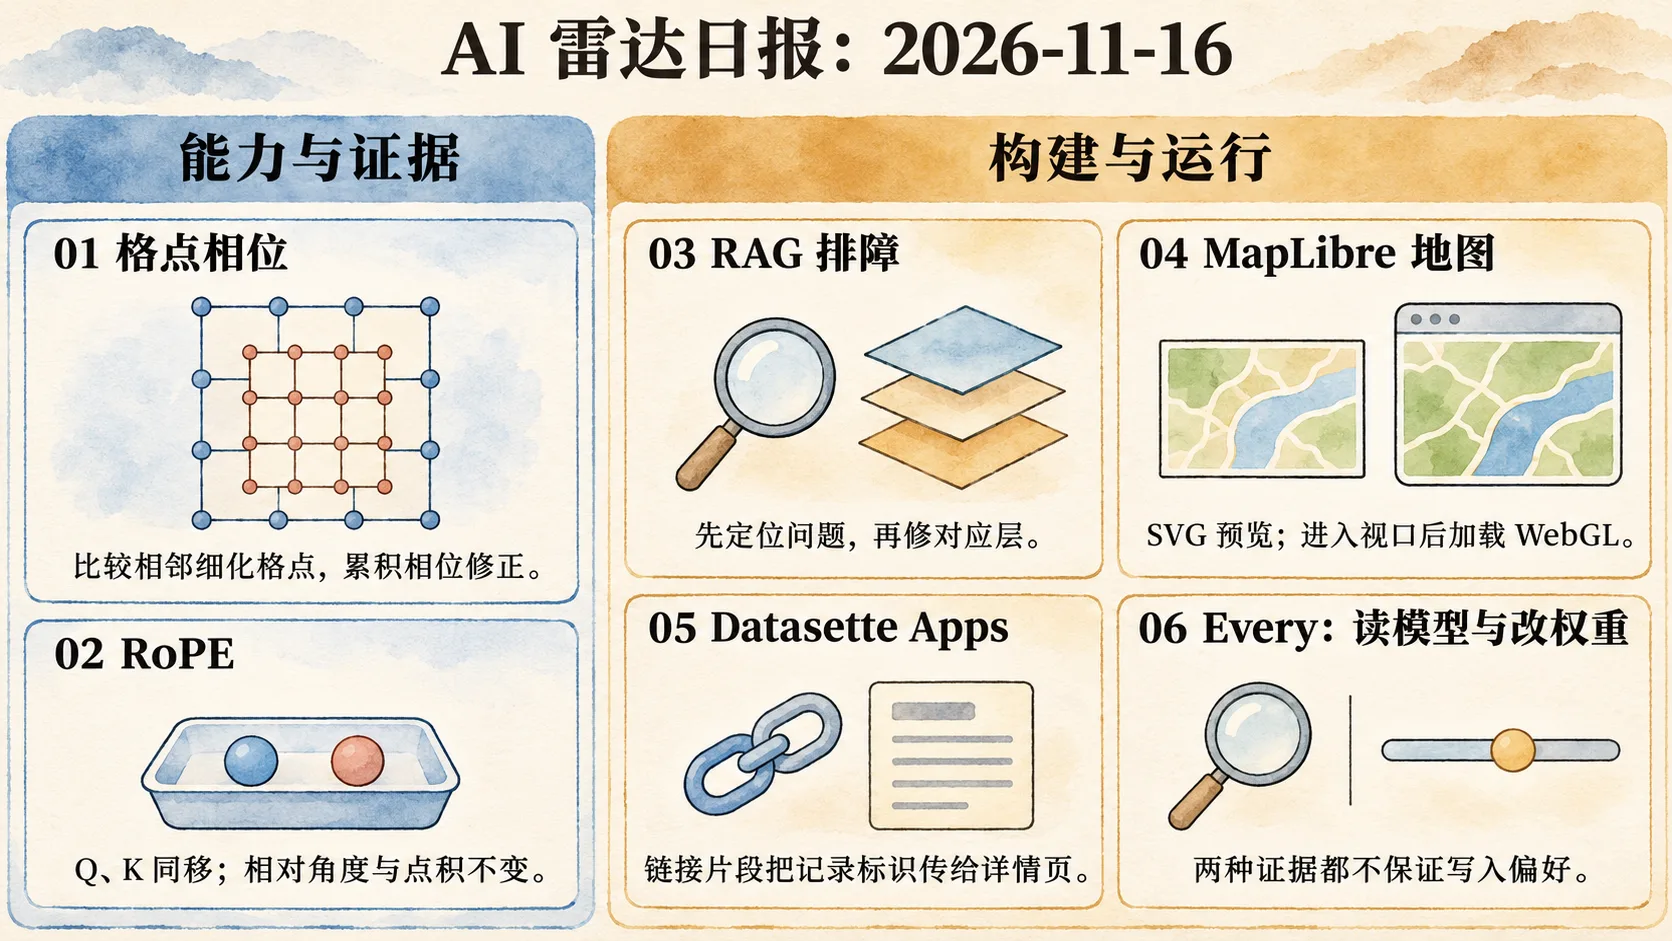 AI 雷达日报：2026-11-16
能力与证据
01 格点相位
比较相邻细化格点，累积相位修正。
02 RoPE
Q、K 同移；相对角度与点积不变。
构建与运行
03 RAG 排障
先定位问题，再修对应层。
04 MapLibre 地图
SVG 预览；进入视口后加载 WebGL。
05 Datasette Apps
链接片段把记录标识传给详情页。
06 Every：读模型与改权重
两种证据都不保证写入偏好。